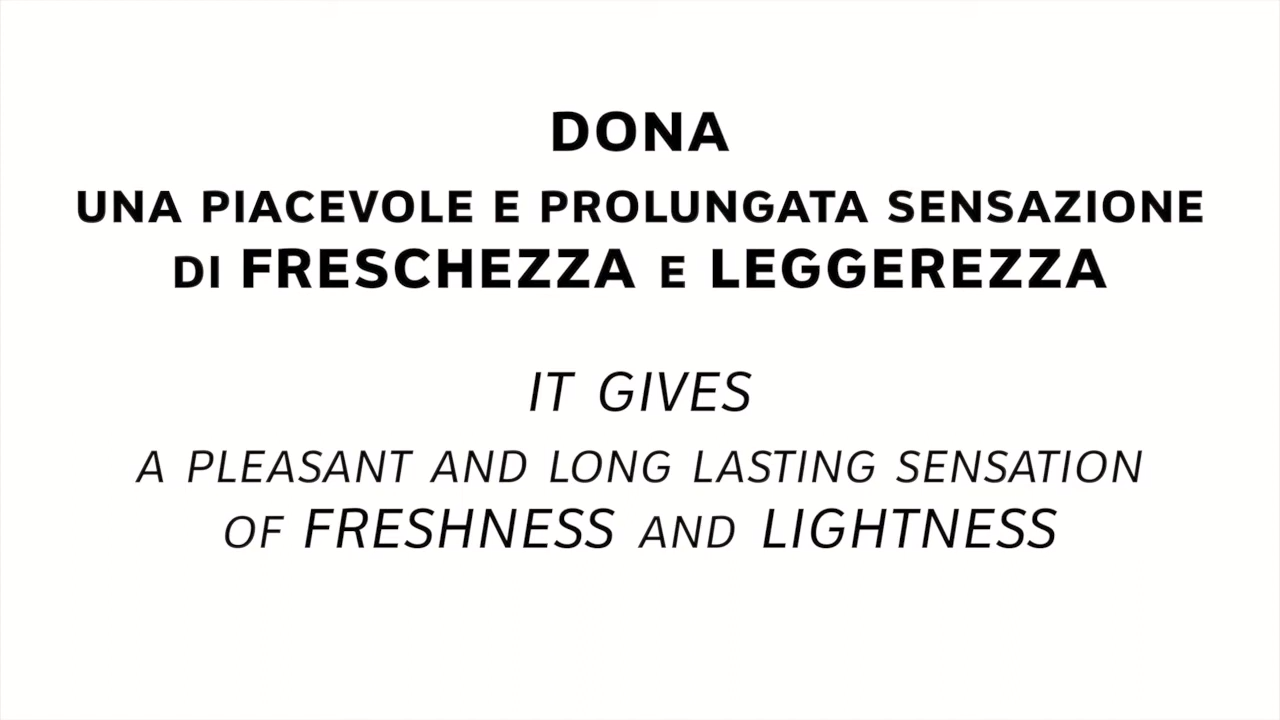 DONA
UNA PIACEVOLE E PROLUNGATA SENSAZIONE
DI FRESCHEZZA E LEGGEREZZA
IT GIVES
A PLEASANT AND LONG LASTING SENSATION
OF FRESHNESS AND LIGHTNESS